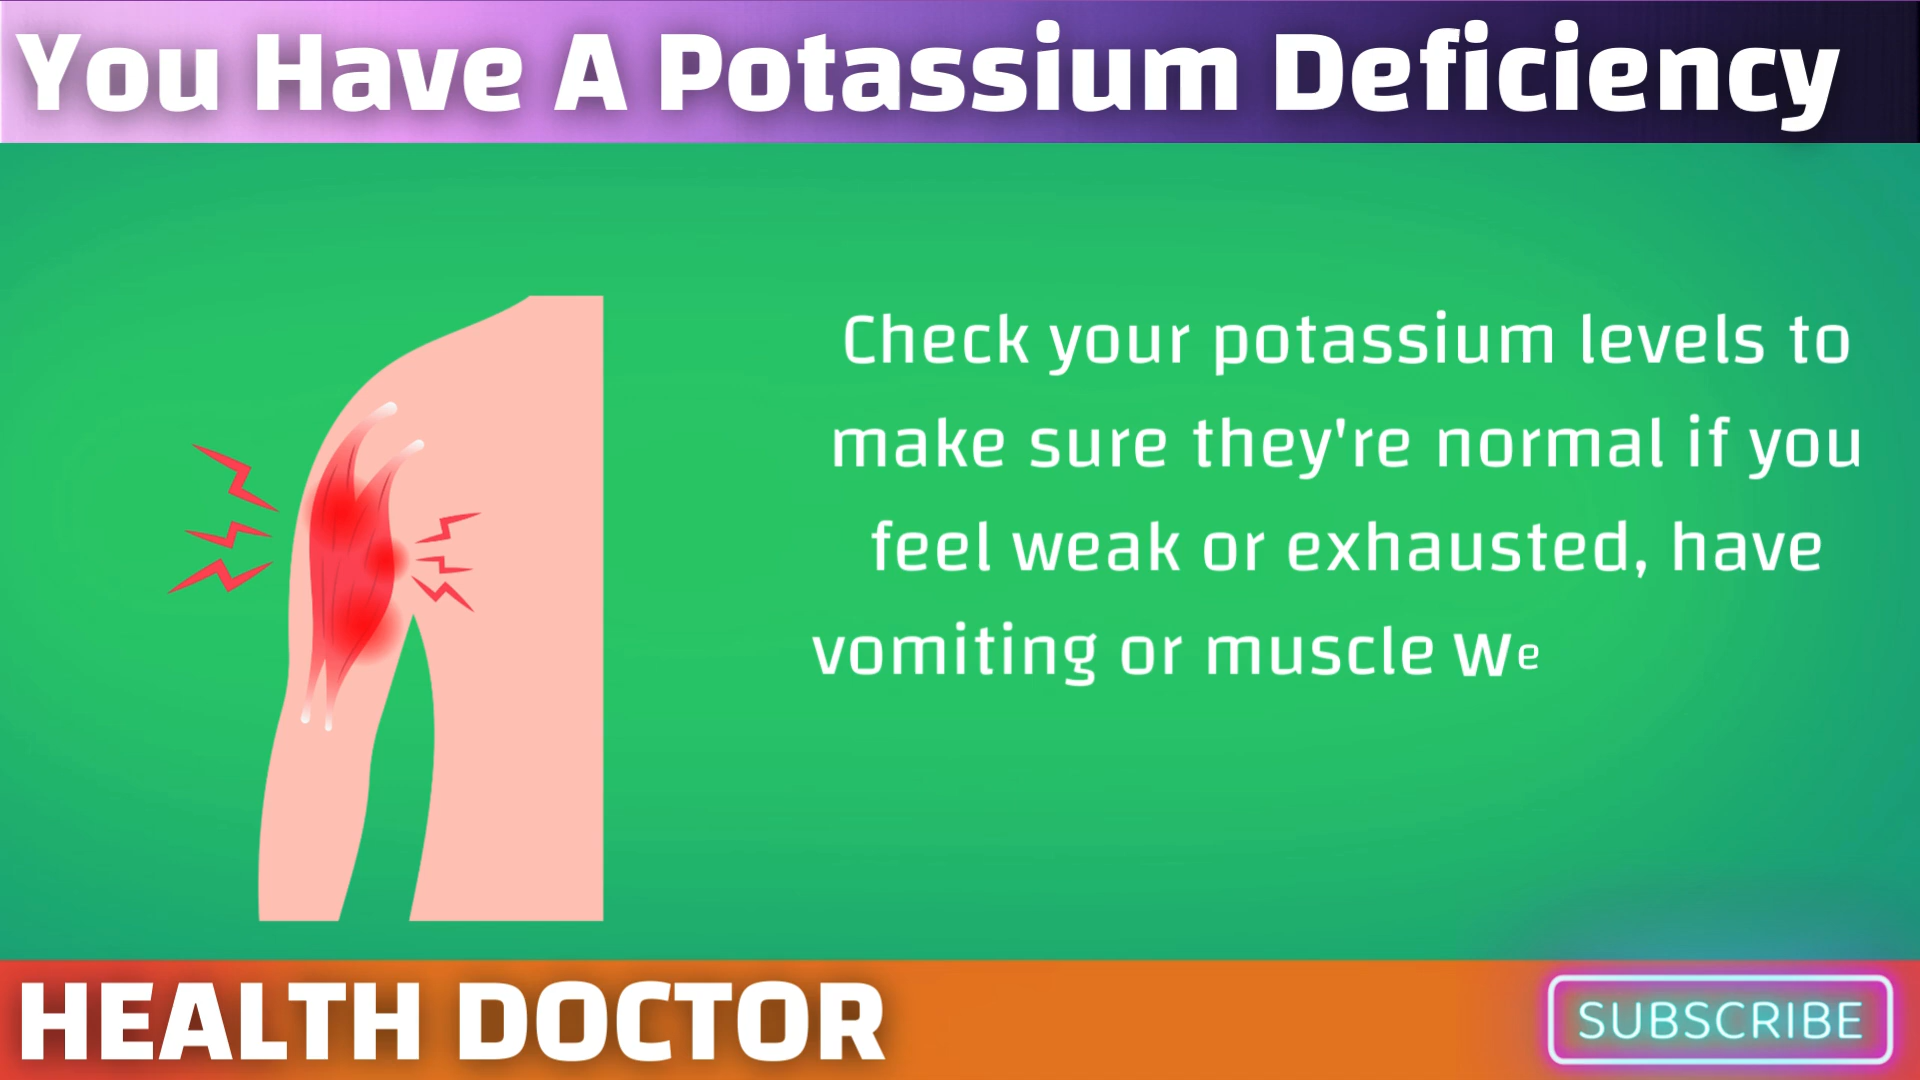 You Have A Potassium Deficiency
Check your potassium levels to
make sure they're normal if you
feel weak or exhausted, have
vomiting or muscle We
HEALTH DOCTOR
SUBSCRIBE